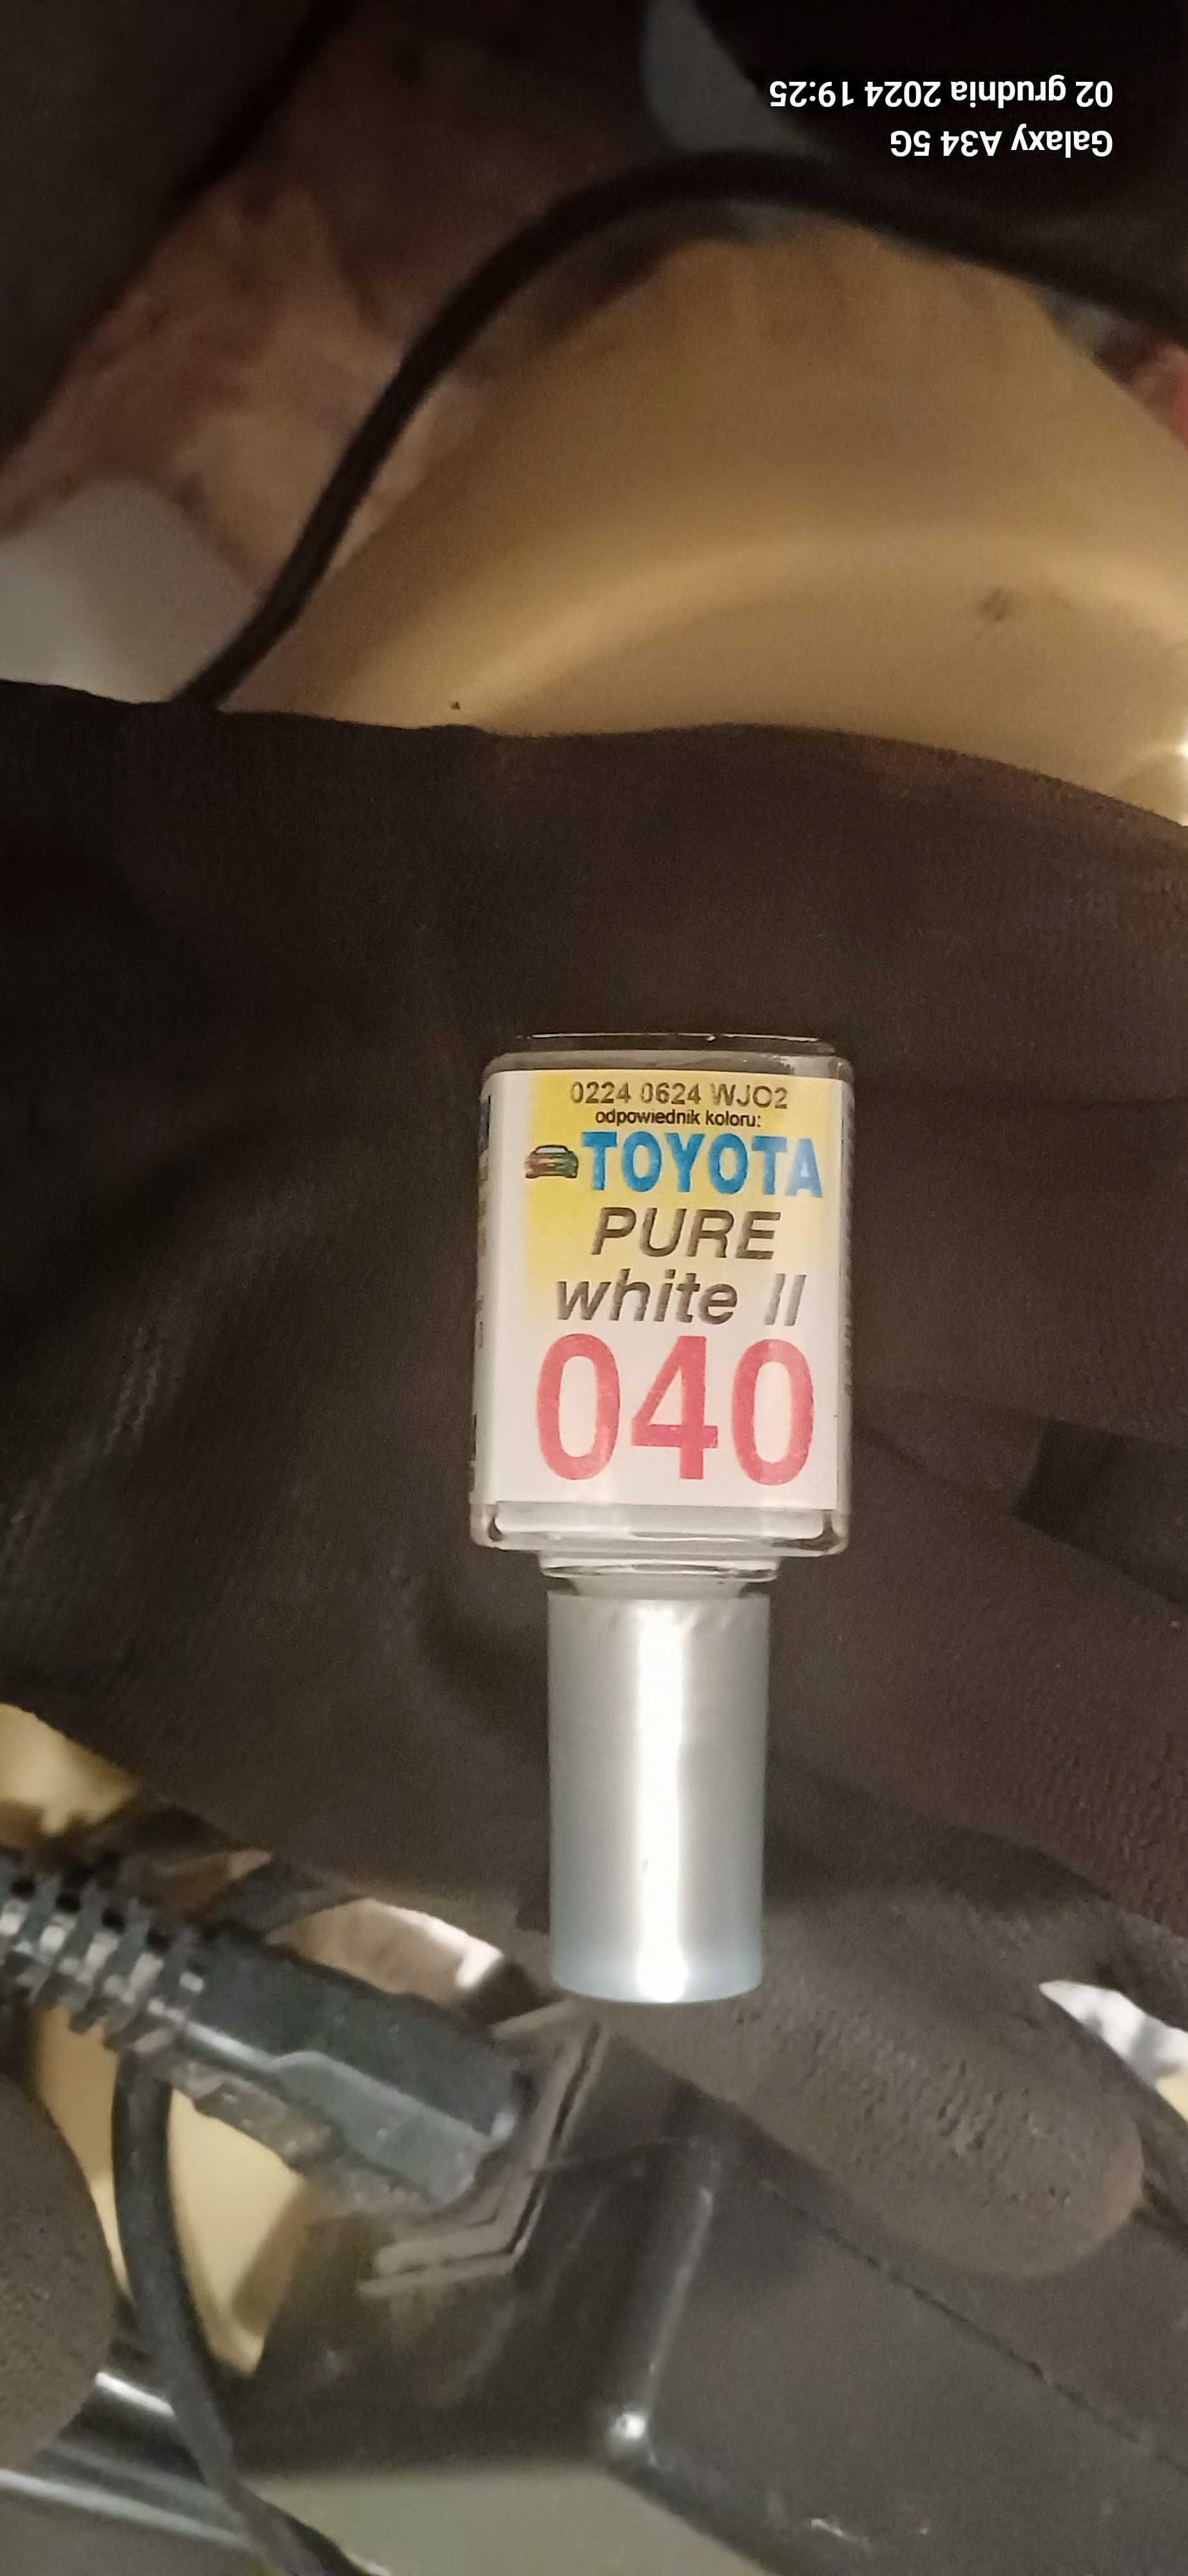 0224 0624 WJO2
odpowiednik koloru:
TOYOTA
PURE
white II
040
Galaxy A34 5G
02 grudnia 2024 19:25